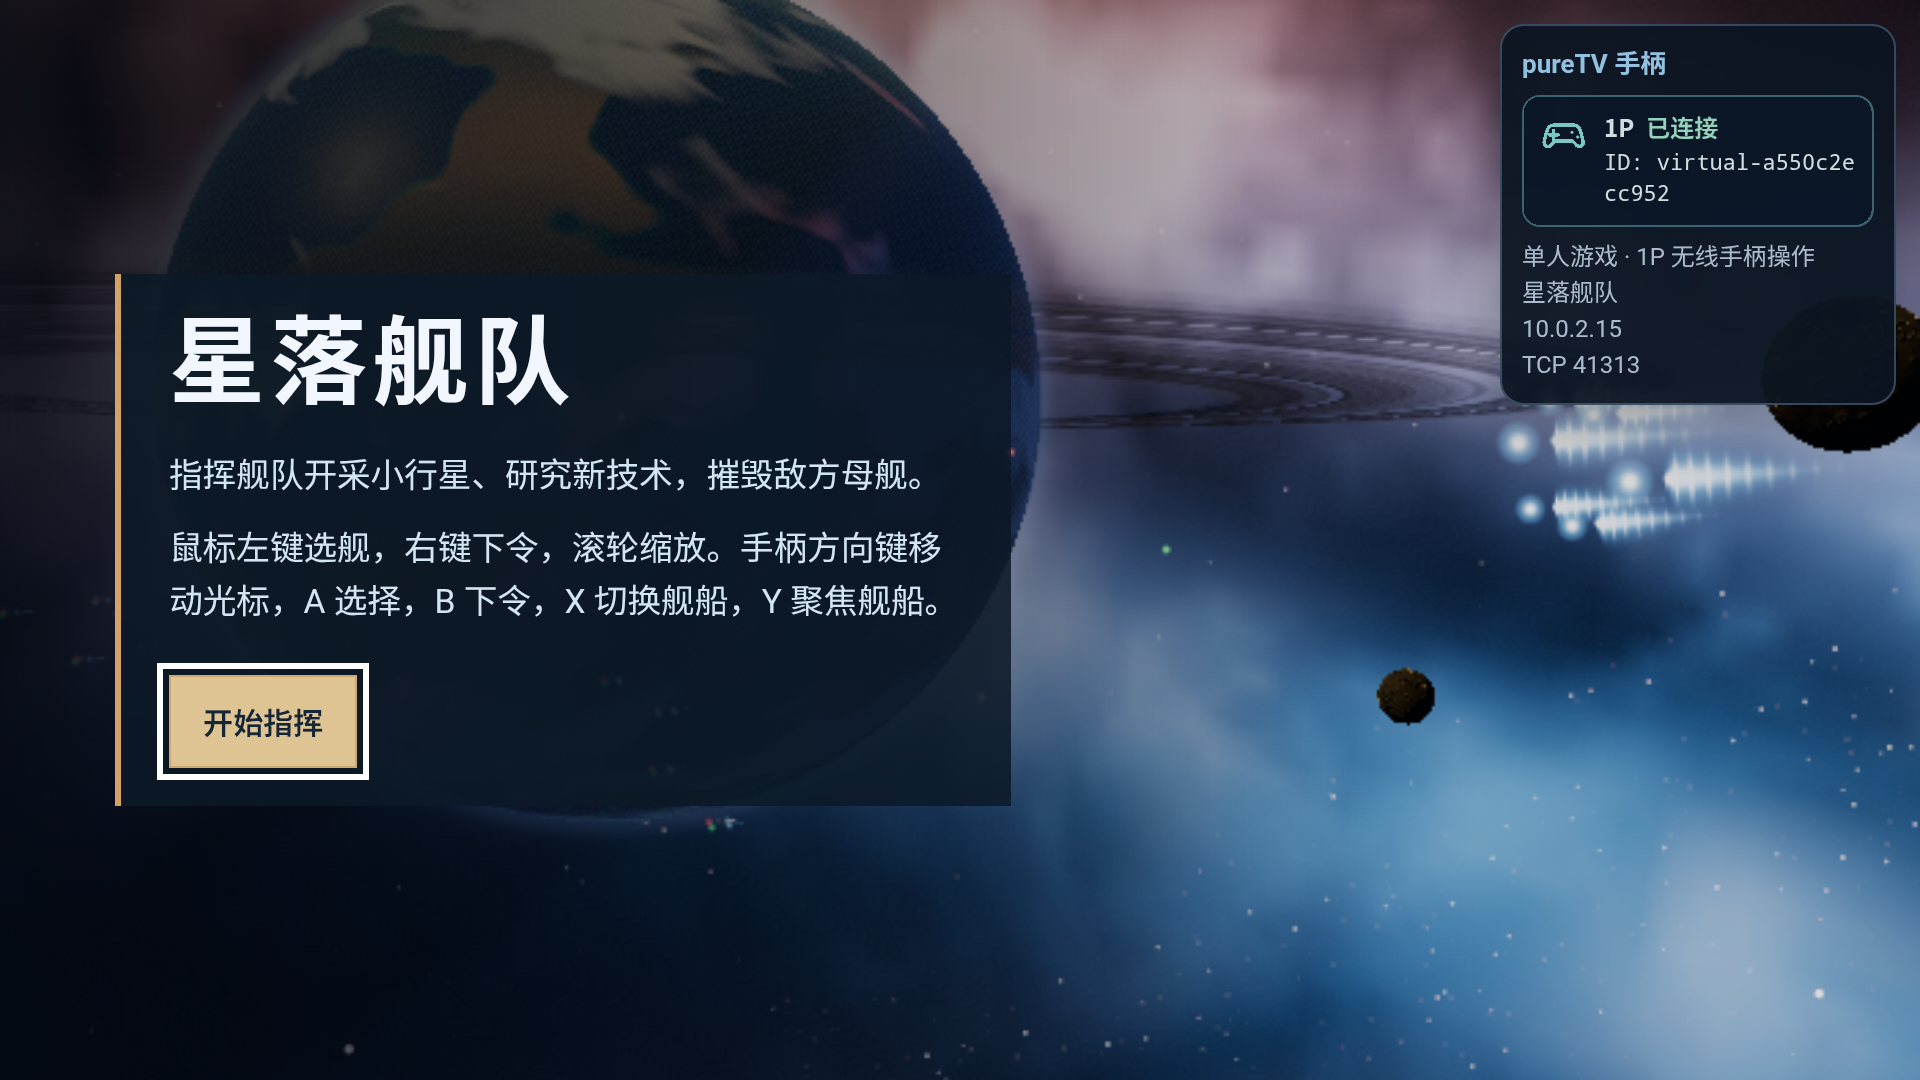 星落舰队
指挥舰队开采小行星、研究新技术，摧毁敌方母舰。
鼠标左键选舰，右键下令，滚轮缩放。手柄方向键移
动光标，A 选择，B 下令，X 切换舰船，Y 聚焦舰船。
开始指挥
pureTV 手柄
1P 已连接
ID: virtual-a550c2e
cc952
单人游戏 · 1P 无线手柄操作
星落舰队
10.0.2.15
TCP 41313